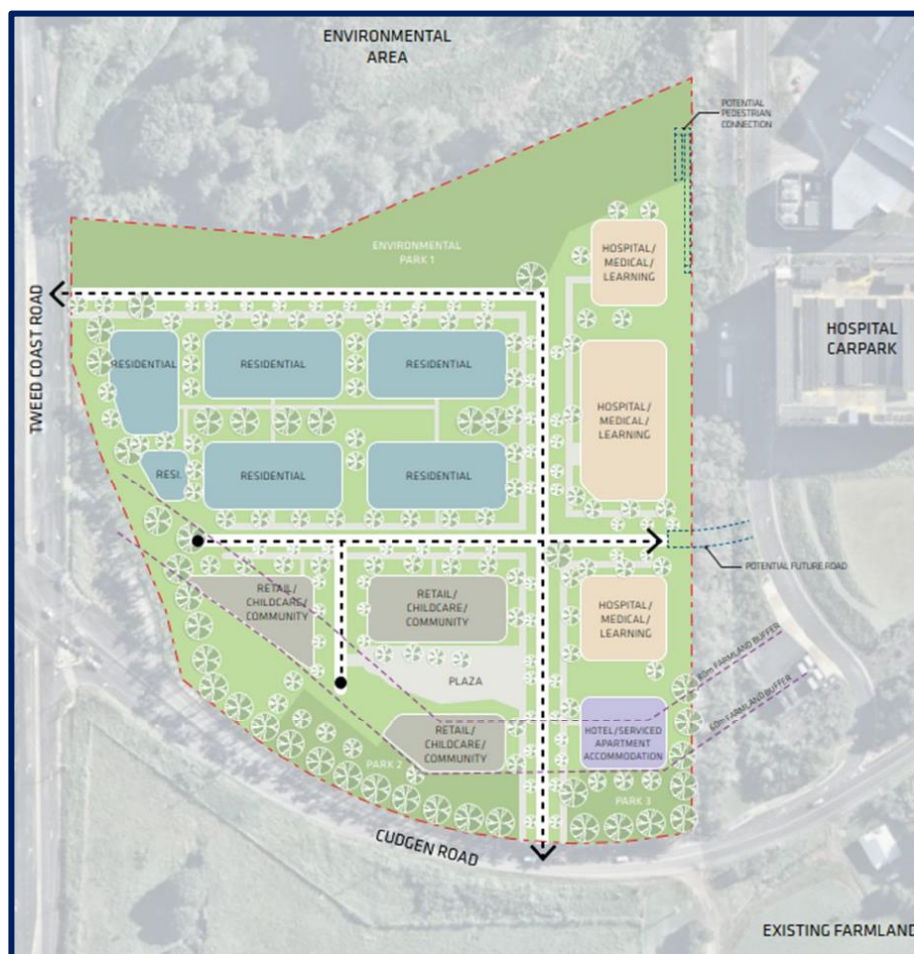 ENVIRONMENTAL
AREA
POTENTIAL
PEDESTRIAN
CONNECTION
ENVIRONMENTAL
PARK 1
HOSPITAL/
MEDICAL/
LEARNING
TWEED COAST ROAD
HOSPITAL
CARPARK
RESIDENTIAL
RESIDENTIAL
RESIDENTIAL
HOSPITAL/
MEDICAL/
LEARNING
RESI.
RESIDENTIAL
RESIDENTIAL
POTENTIAL FUTURE ROAD
RETAIL/
CHILDCARE/
COMMUNITY
RETAIL/
CHILDCARE/
COMMUNITY
HOSPITAL/
MEDICAL/
LEARNING
PLAZA
FARMLAND BUFFER
FARMLAND BUFFER
RETAIL/
CHILDCARE/
COMMUNITY
HOTEL/SERVICED
APARTMENT
ACCOMMODATION
PARK 2
PARK 3
CUDGEN ROAD
EXISTING FARMLAND